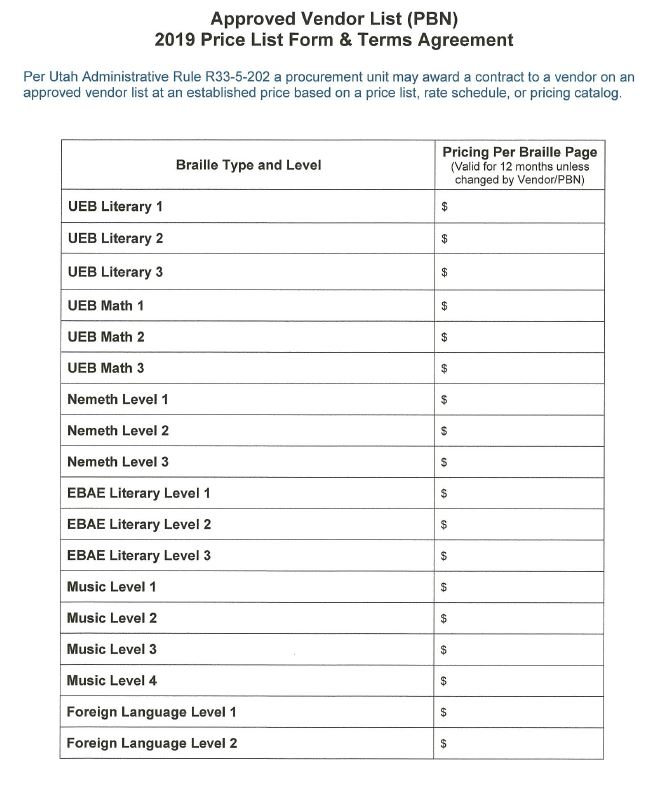 Approved Vendor List (PBN)
2019 Price List Form & Terms Agreement
Per Utah Administrative Rule R33-5-202 a procurement unit may award a contract to a vendor on an
approved vendor list at an established price based on a price list, rate schedule, or pricing catalog.
Braille Type and Level
Pricing Per Braille Page
(Valid for 12 months unless
changed by Vendor/PBN)
UEB Literary 1 $
UEB Literary 2 $
UEB Literary 3 $
UEB Math 1 $
UEB Math 2 $
UEB Math 3 $
Nemeth Level 1 $
Nemeth Level 2 $
Nemeth Level 3 $
EBAE Literary Level 1 $
EBAE Literary Level 2 $
EBAE Literary Level 3 $
Music Level 1 $
Music Level 2 $
Music Level 3 $
Music Level 4 $
Foreign Language Level 1 $
Foreign Language Level 2 $